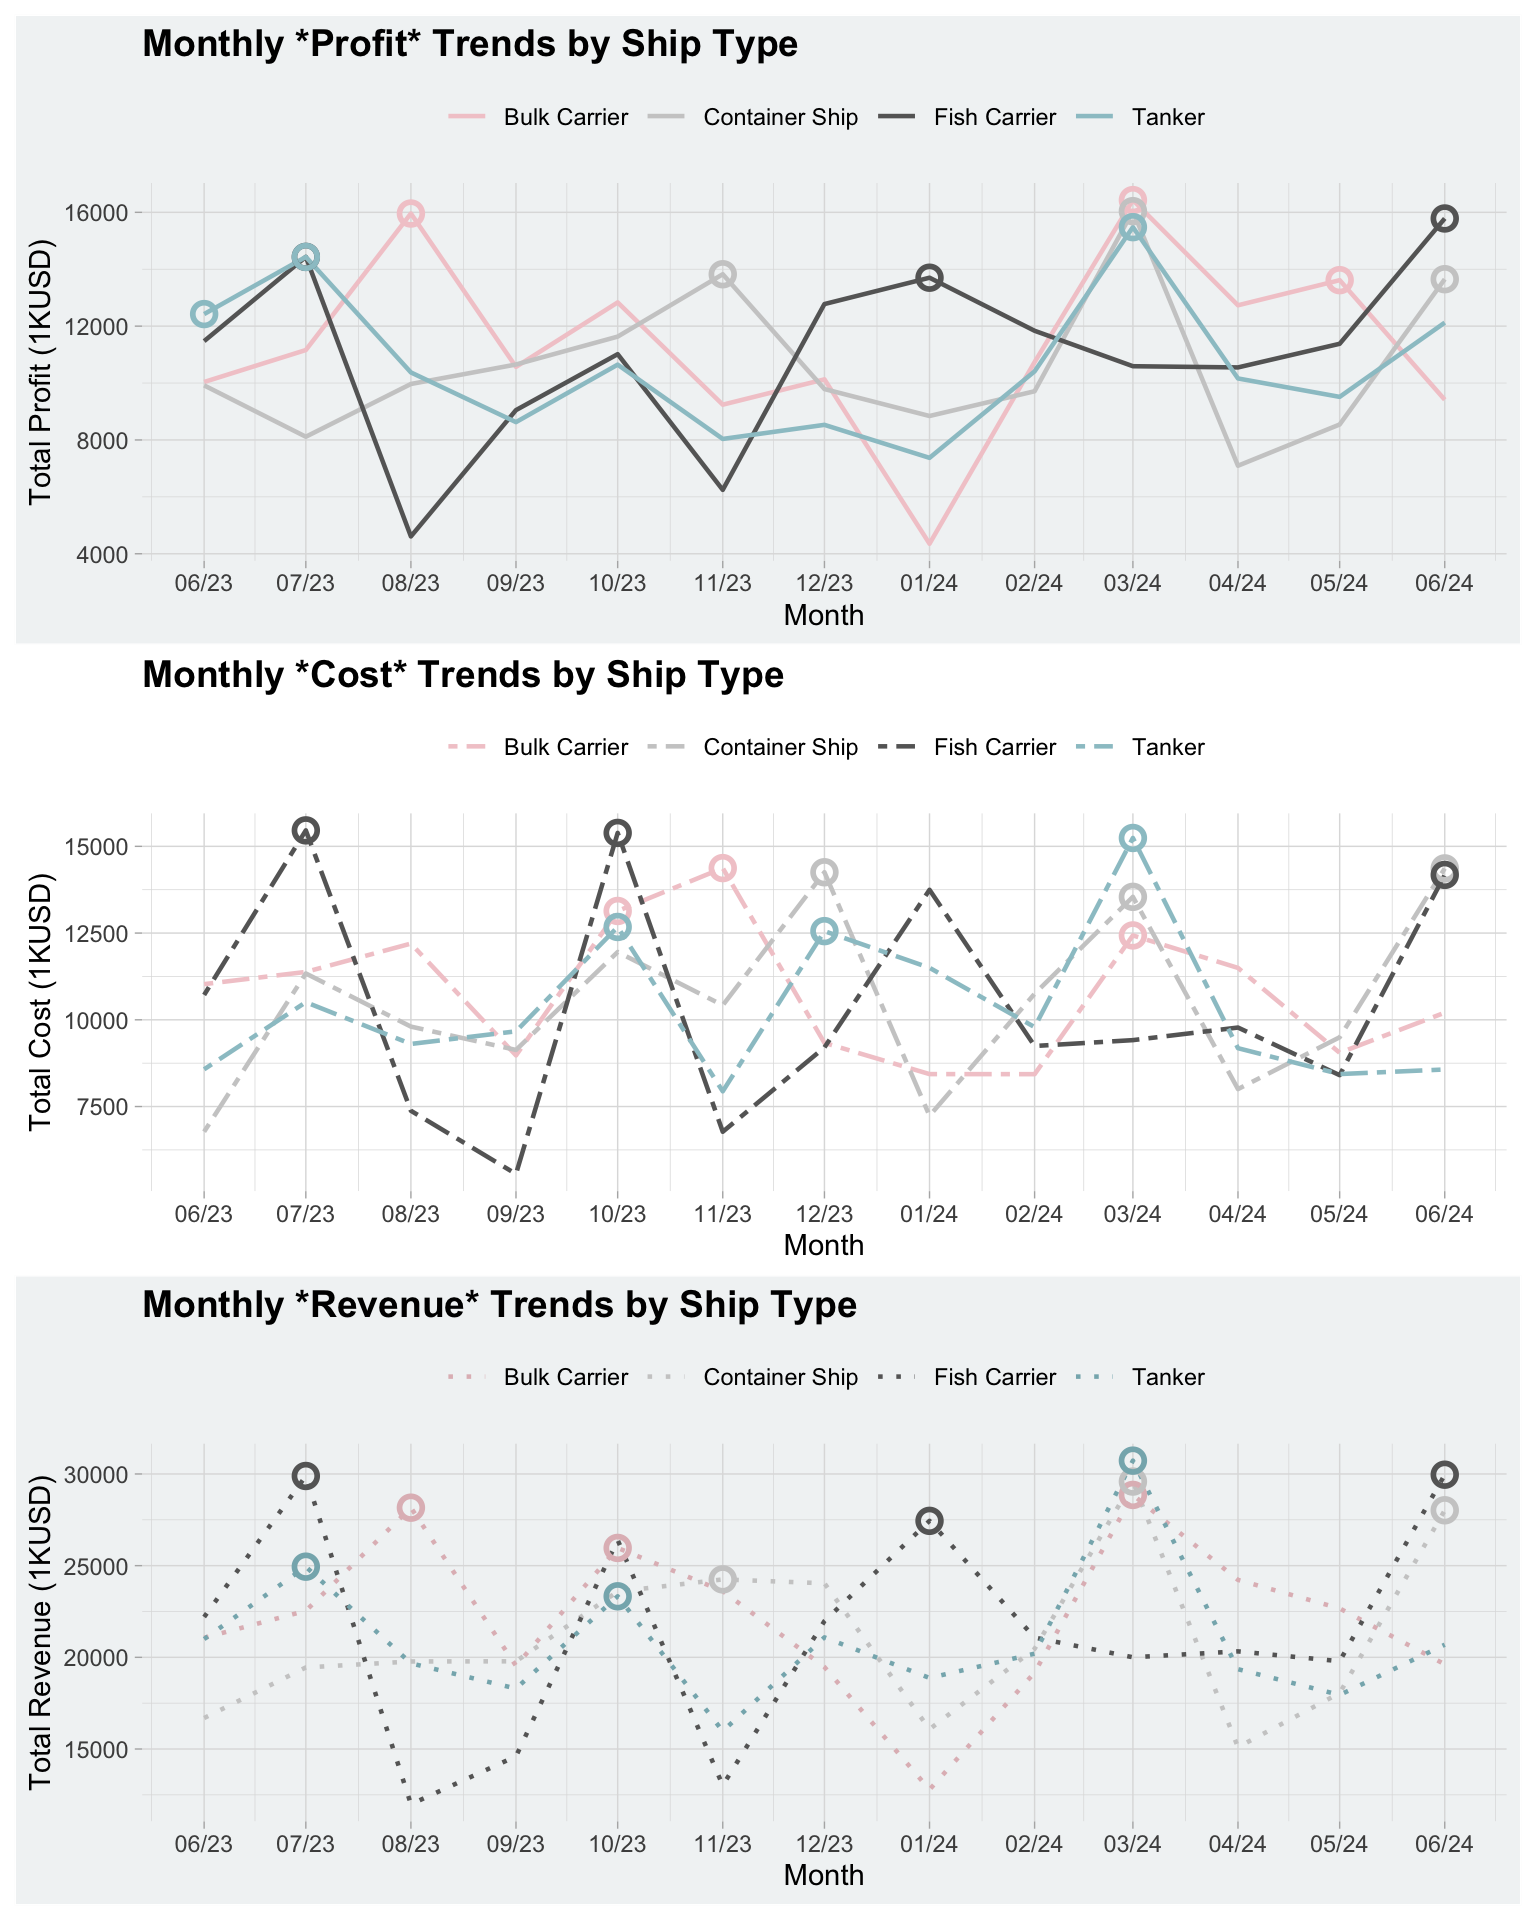 Monthly *Profit* Trends by Ship Type
Bulk Carrier Container Ship Fish Carrier Tanker
Total Profit (1KUSD)
16000
12000
8000
4000
06/23 07/23 08/23 09/23 10/23 11/23 12/23 01/24 02/24 03/24 04/24 05/24 06/24
Month
Monthly *Cost* Trends by Ship Type
Bulk Carrier Container Ship Fish Carrier Tanker
Total Cost (1KUSD)
15000
12500
10000
7500
06/23 07/23 08/23 09/23 10/23 11/23 12/23 01/24 02/24 03/24 04/24 05/24 06/24
Month
Monthly *Revenue* Trends by Ship Type
Bulk Carrier Container Ship Fish Carrier Tanker
Total Revenue (1KUSD)
30000
25000
20000
15000
06/23 07/23 08/23 09/23 10/23 11/23 12/23 01/24 02/24 03/24 04/24 05/24 06/24
Month